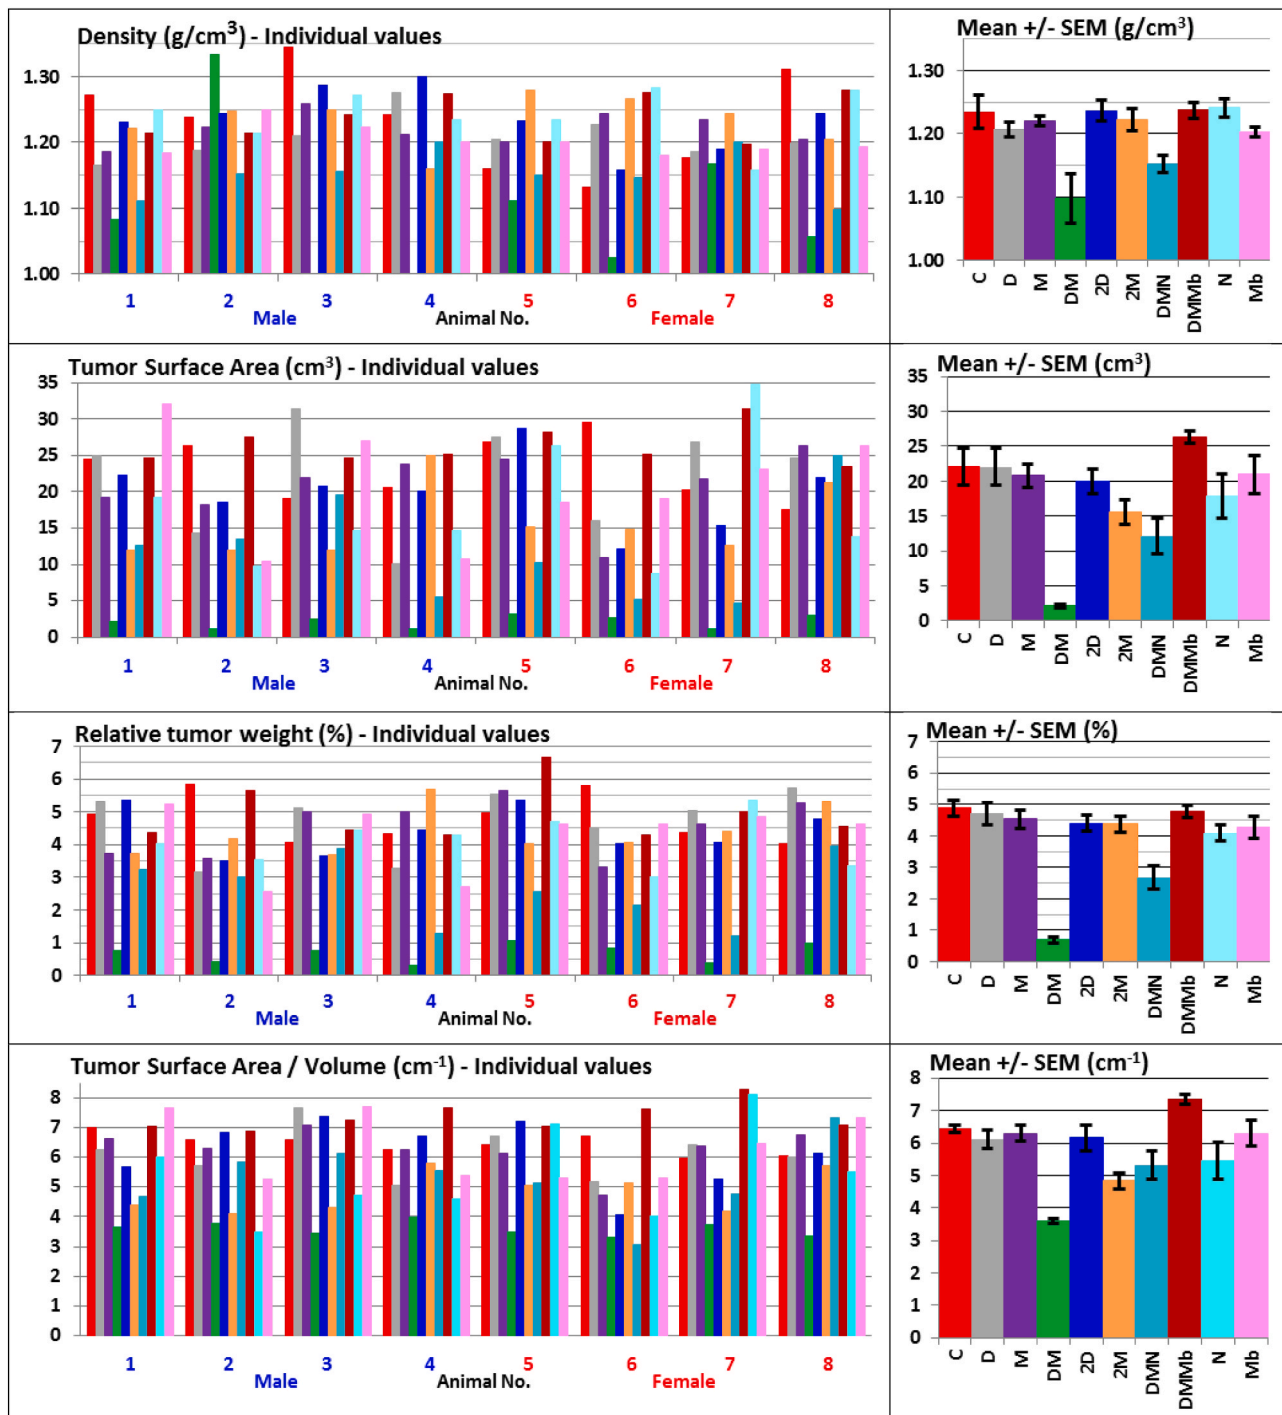 Density (g/cm³) - Individual values
1.30
1.20
1.10
1.00
1 2 3 4 5 6 7 8
Male Animal No. Female
Mean +/- SEM (g/cm³)
1.30
1.20
1.10
1.00
C D M DM 2D 2M DMN DMMb N Mb
Tumor Surface Area (cm³) - Individual values
35
30
25
20
15
10
5
0
1 2 3 4 5 6 7 8
Male Animal No. Female
Mean +/- SEM (cm³)
35
30
25
20
15
10
5
0
C D M DM 2D 2M DMN DMMb N Mb
Relative tumor weight (%) - Individual values
7
6
5
4
3
2
1
0
1 2 3 4 5 6 7 8
Male Animal No. Female
Mean +/- SEM (%)
7
6
5
4
3
2
1
0
C D M DM 2D 2M DMN DMMb N Mb
Tumor Surface Area / Volume (cm⁻¹) - Individual values
8
7
6
5
4
3
2
1
0
1 2 3 4 5 6 7 8
Male Animal No. Female
Mean +/- SEM (cm⁻¹)
8
7
6
5
4
3
2
1
0
C D M DM 2D 2M DMN DMMb N Mb